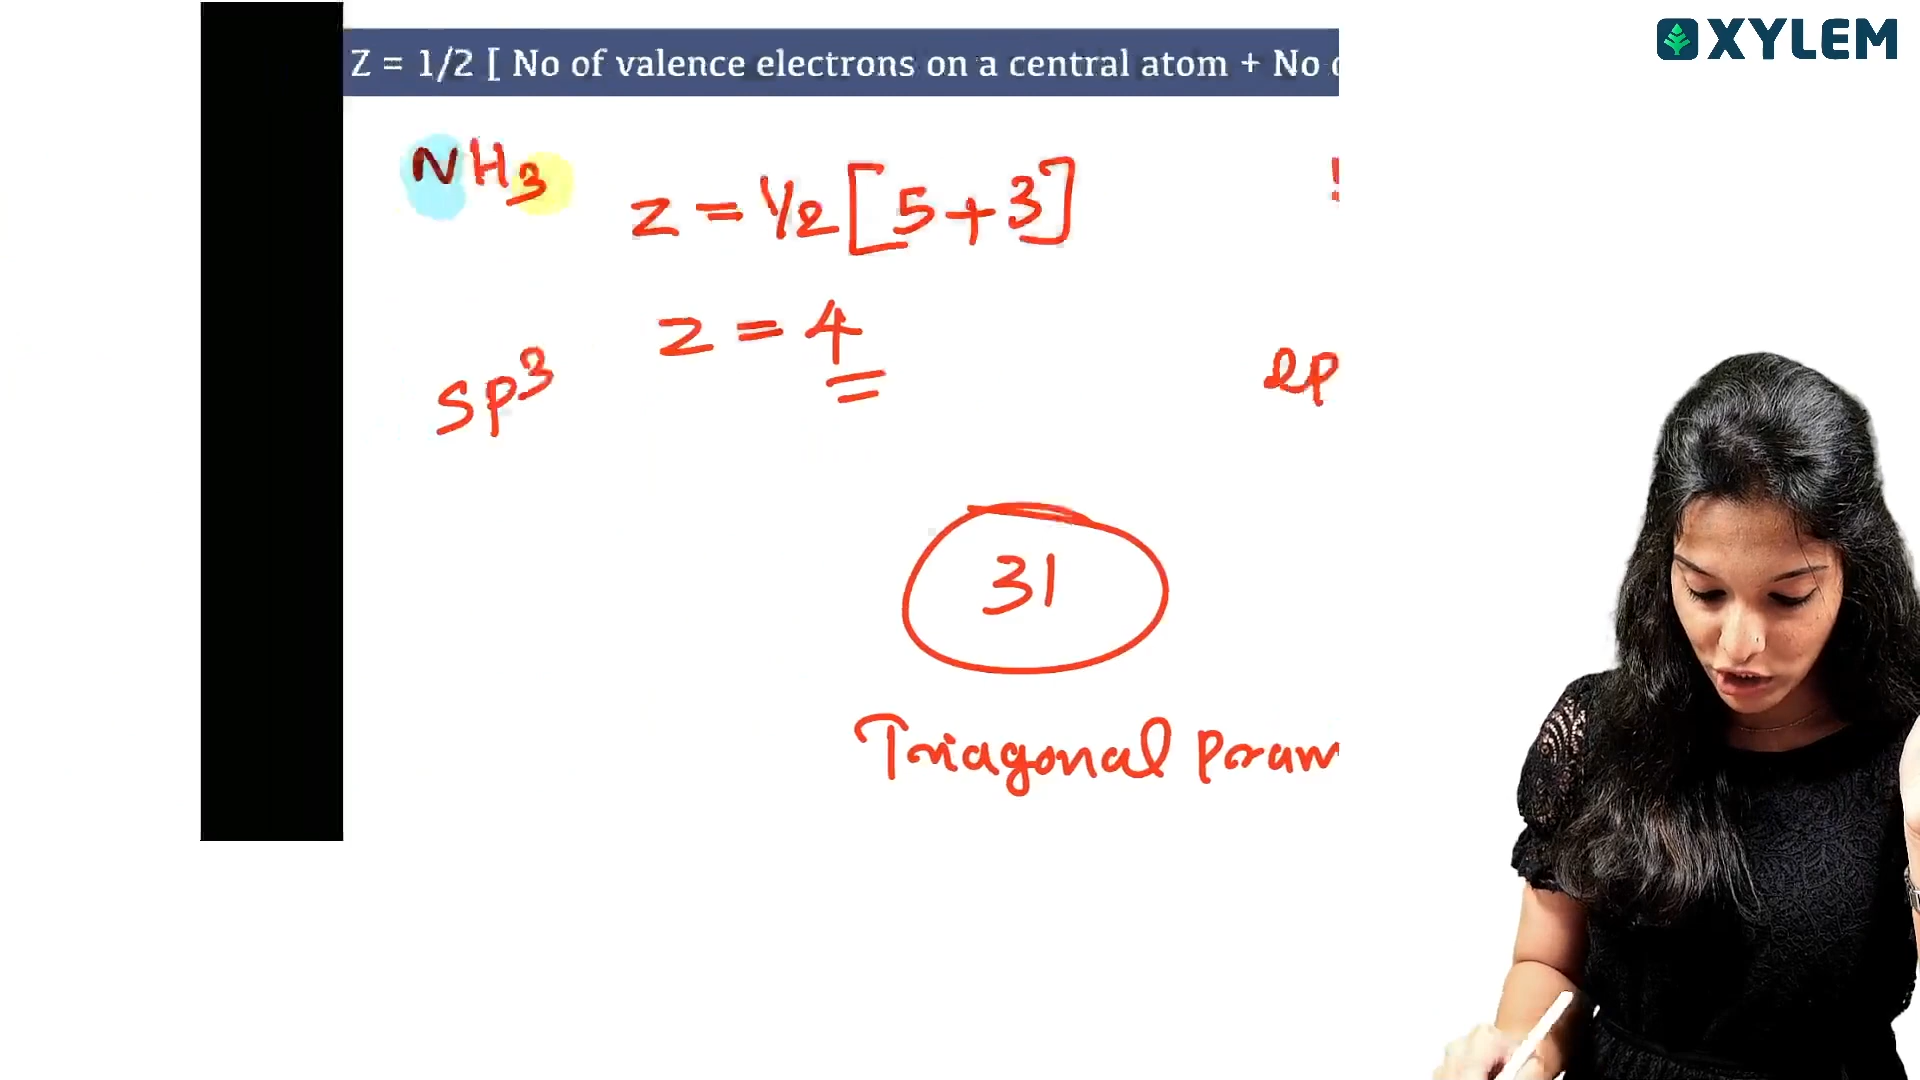 XYLEM
Z = 1/2 [ No of valence electrons on a central atom + No
NH3
z = 1/2 [5+3]
z = 4
sp3
lp
31
Triagonal Pram